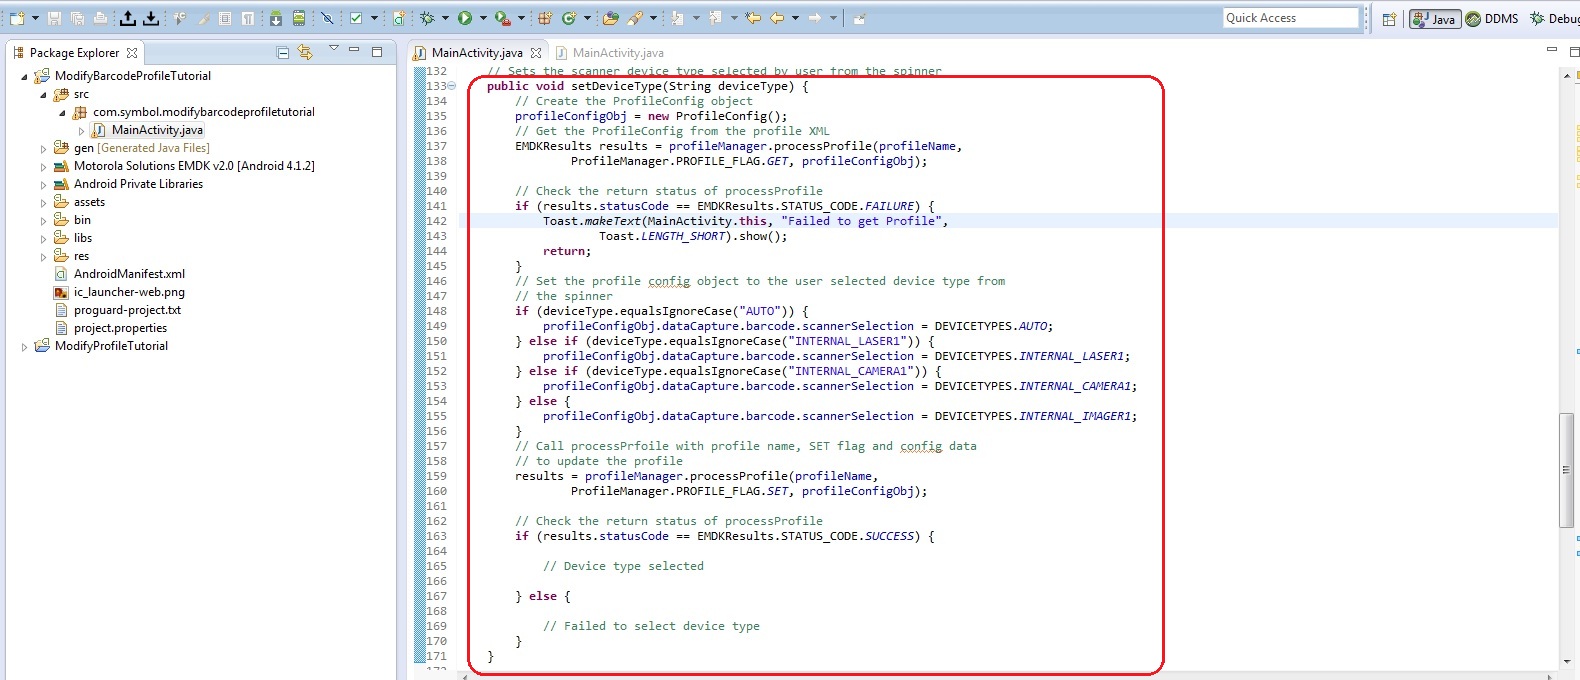 Quick Access
Java
DDMS
Debug
Package Explorer
ModifyBarcodeProfileTutorial
src
com.symbol.modifybarcodeprofiletutorial
MainActivity.java
gen [Generated Java Files]
Motorola Solutions EMDK v2.0 [Android 4.1.2]
Android Private Libraries
assets
bin
libs
res
AndroidManifest.xml
ic_launcher-web.png
proguard-project.txt
project.properties
ModifyProfileTutorial
MainActivity.java
MainActivity.java
132 // Sets the scanner device type selected by user from the spinner
133 public void setDeviceType(String deviceType) {
134 // Create the ProfileConfig object
135 profileConfigObj = new ProfileConfig();
136 // Get the ProfileConfig from the profile XML
137 EMDKResults results = profileManager.processProfile(profileName,
138 ProfileManager.PROFILE_FLAG.GET, profileConfigObj);
139
140 // Check the return status of processProfile
141 if (results.statusCode == EMDKResults.STATUS_CODE.FAILURE) {
142 Toast.makeText(MainActivity.this, "Failed to get Profile",
143 Toast.LENGTH_SHORT).show();
144 return;
145 }
146 // Set the profile config object to the user selected device type from
147 // the spinner
148 if (deviceType.equalsIgnoreCase("AUTO")) {
149 profileConfigObj.dataCapture.barcode.scannerSelection = DEVICETYPES.AUTO;
150 } else if (deviceType.equalsIgnoreCase("INTERNAL_LASER1")) {
151 profileConfigObj.dataCapture.barcode.scannerSelection = DEVICETYPES.INTERNAL_LASER1;
152 } else if (deviceType.equalsIgnoreCase("INTERNAL_CAMERA1")) {
153 profileConfigObj.dataCapture.barcode.scannerSelection = DEVICETYPES.INTERNAL_CAMERA1;
154 } else {
155 profileConfigObj.dataCapture.barcode.scannerSelection = DEVICETYPES.INTERNAL_IMAGER1;
156 }
157 // Call processPrfoile with profile name, SET flag and config data
158 // to update the profile
159 results = profileManager.processProfile(profileName,
160 ProfileManager.PROFILE_FLAG.SET, profileConfigObj);
161
162 // Check the return status of processProfile
163 if (results.statusCode == EMDKResults.STATUS_CODE.SUCCESS) {
164
165 // Device type selected
166
167 } else {
168
169 // Failed to select device type
170 }
171 }